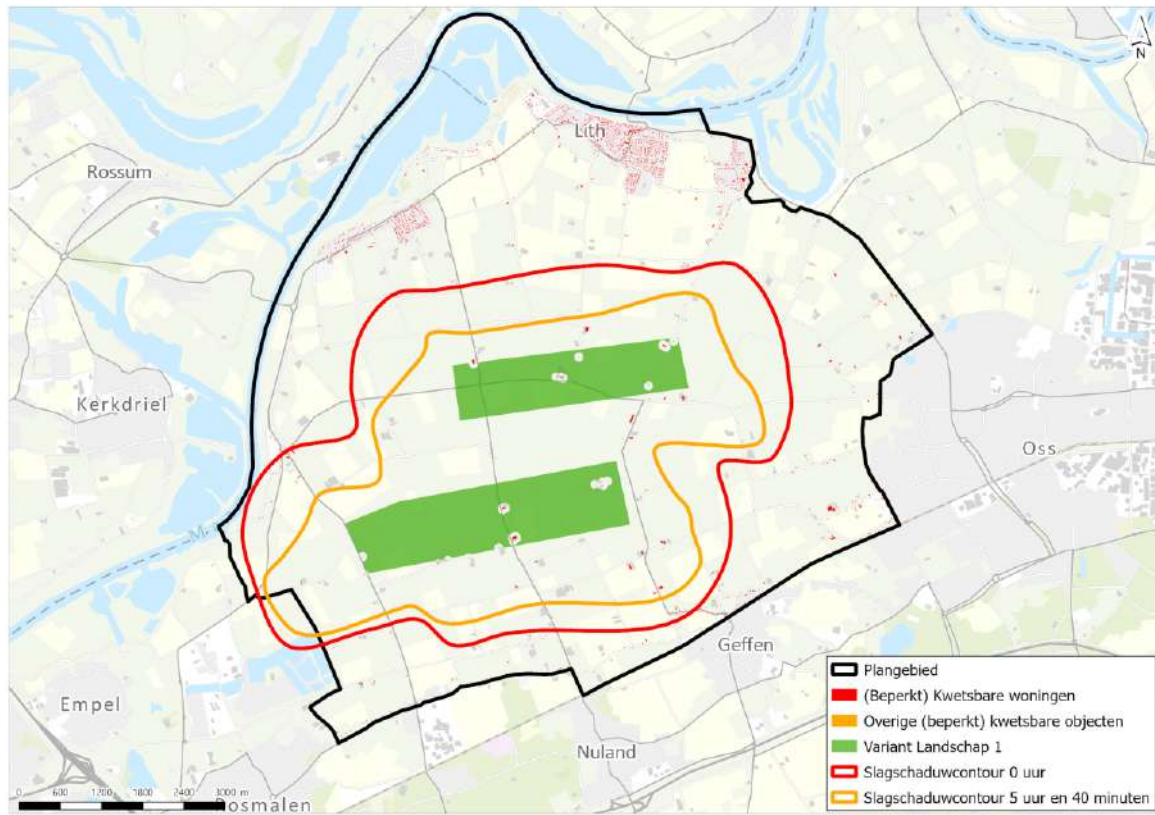 N
Lith
Rossum
Kerkdriel
Oss
M
Geffen
Empel
Nuland
Rosmalen
Plangebied
(Beperkt) Kwetsbare woningen
Overige (beperkt) kwetsbare objecten
Variant Landschap 1
Slagschaduwcontour 0 uur
Slagschaduwcontour 5 uur en 40 minuten
0 600 1200 1800 2400 3000 m